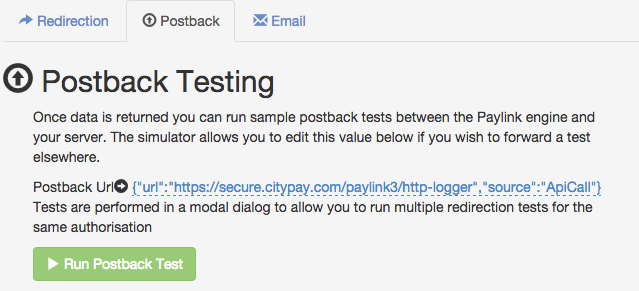 Redirection Postback Email
Postback Testing
Once data is returned you can run sample postback tests between the Paylink engine and
your server. The simulator allows you to edit this value below if you wish to forward a test
elsewhere.
Postback Url {"url":"https://secure.citypay.com/paylink3/http-logger","source":"ApiCall"}
Tests are performed in a modal dialog to allow you to run multiple redirection tests for the
same authorisation
Run Postback Test